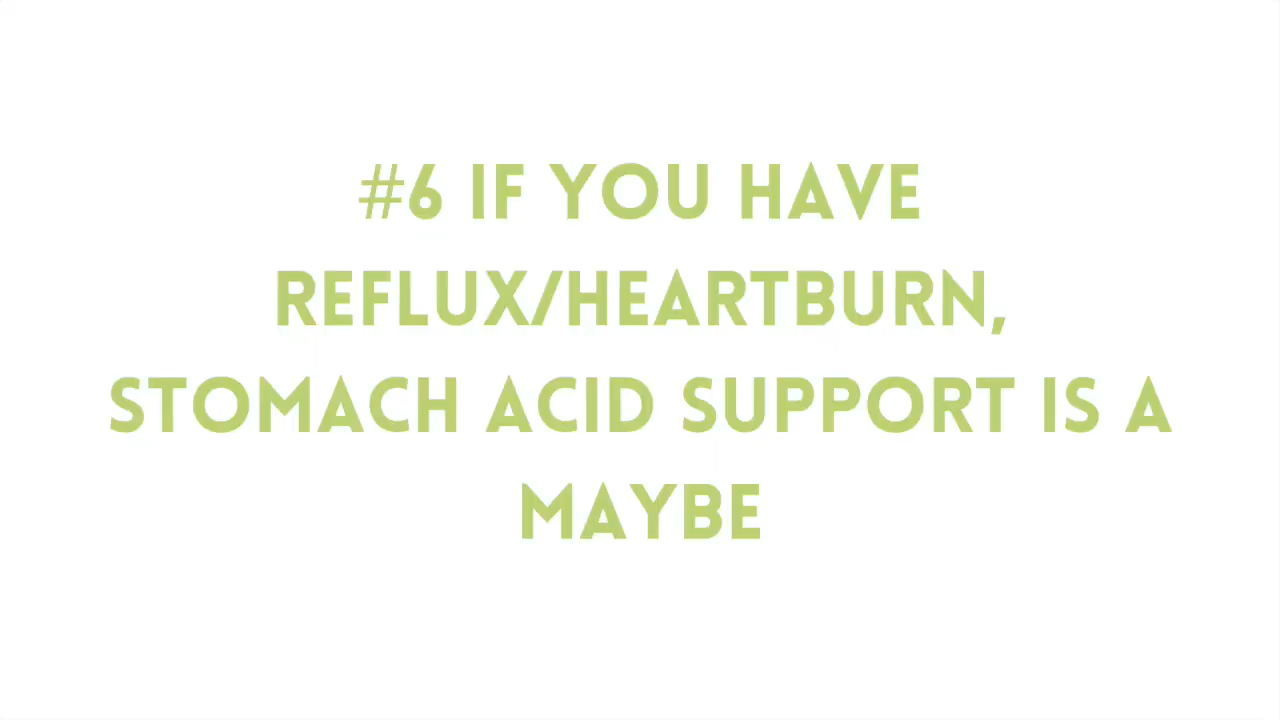 #6 IF YOU HAVE
REFLUX/HEARTBURN,
STOMACH ACID SUPPORT IS A
MAYBE